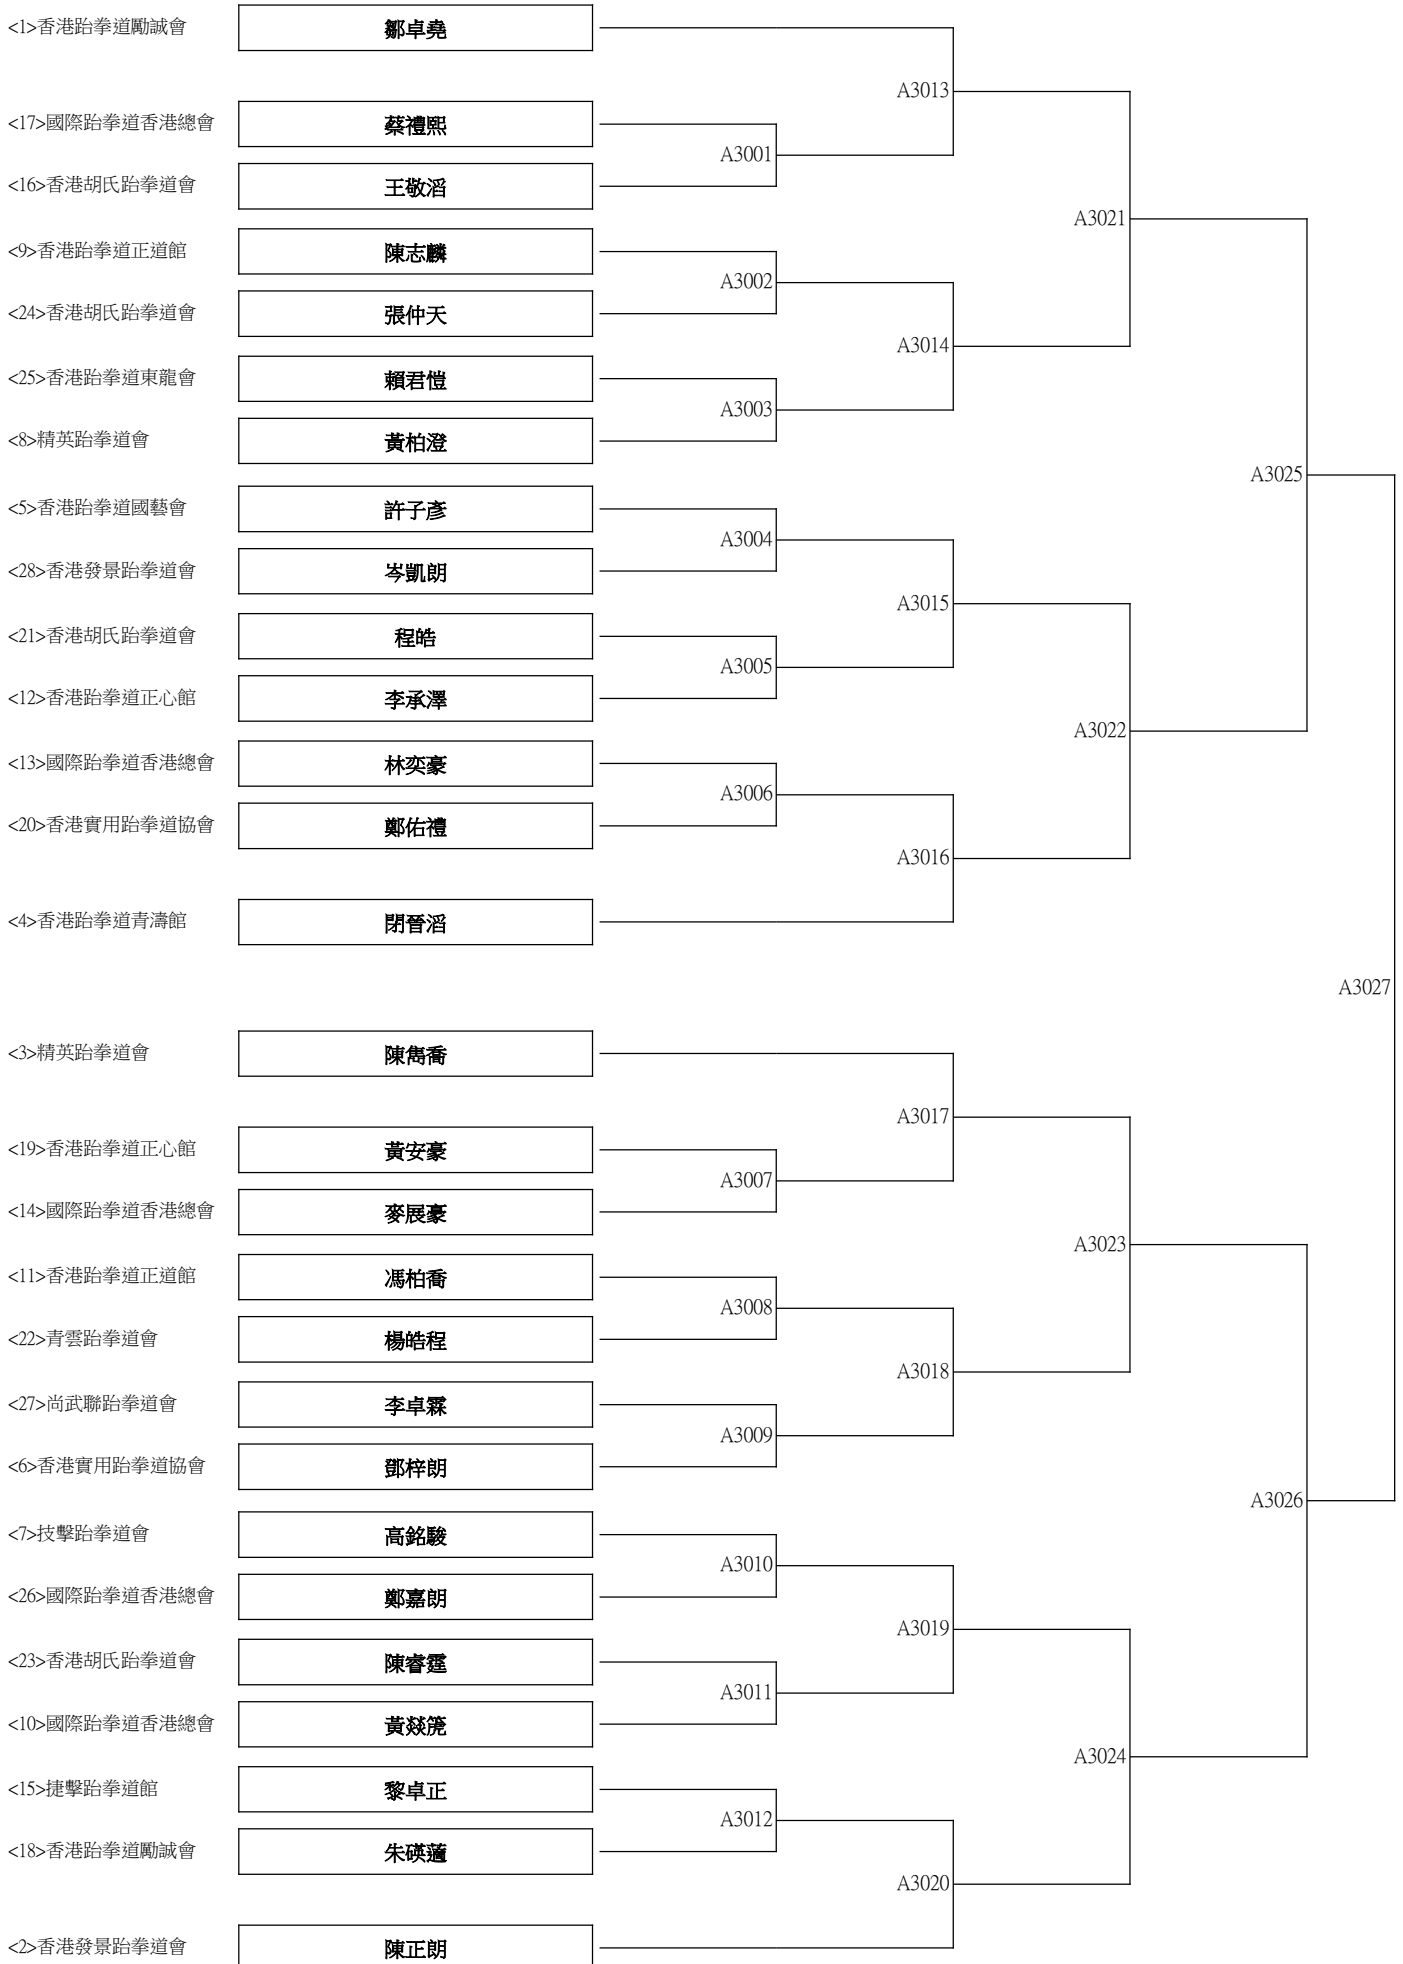 <1>香港跆拳道勵誠會 鄒卓堯
A3013
<17>國際跆拳道香港總會 蔡禮熙
A3001
<16>香港胡氏跆拳道會 王敬滔
A3021
<9>香港跆拳道正道館 陳志麟
A3002
<24>香港胡氏跆拳道會 張仲天
A3014
<25>香港跆拳道東龍會 賴君愷
A3003
<8>精英跆拳道會 黃柏澄
A3025
<5>香港跆拳道國藝會 許子彥
A3004
<28>香港發景跆拳道會 岑凱朗
A3015
<21>香港胡氏跆拳道會 程皓
A3005
<12>香港跆拳道正心館 李承澤
A3022
<13>國際跆拳道香港總會 林奕豪
A3006
<20>香港實用跆拳道協會 鄭佑禮
A3016
<4>香港跆拳道青濤館 閉晉滔
A3027
<3>精英跆拳道會 陳雋喬
A3017
<19>香港跆拳道正心館 黃安豪
A3007
<14>國際跆拳道香港總會 麥展豪
A3023
<11>香港跆拳道正道館 馮柏喬
A3008
<22>青雲跆拳道會 楊皓程
A3018
<27>尚武聯跆拳道會 李卓霖
A3009
<6>香港實用跆拳道協會 鄧梓朗
A3026
<7>技擊跆拳道會 高銘駿
A3010
<26>國際跆拳道香港總會 鄭嘉朗
A3019
<23>香港胡氏跆拳道會 陳睿霆
A3011
<10>國際跆拳道香港總會
A3024
<15>捷擊跆拳道館 黎卓正
A3012
<18>香港跆拳道勵誠會
A3020
<2>香港發景跆拳道會 陳正朗